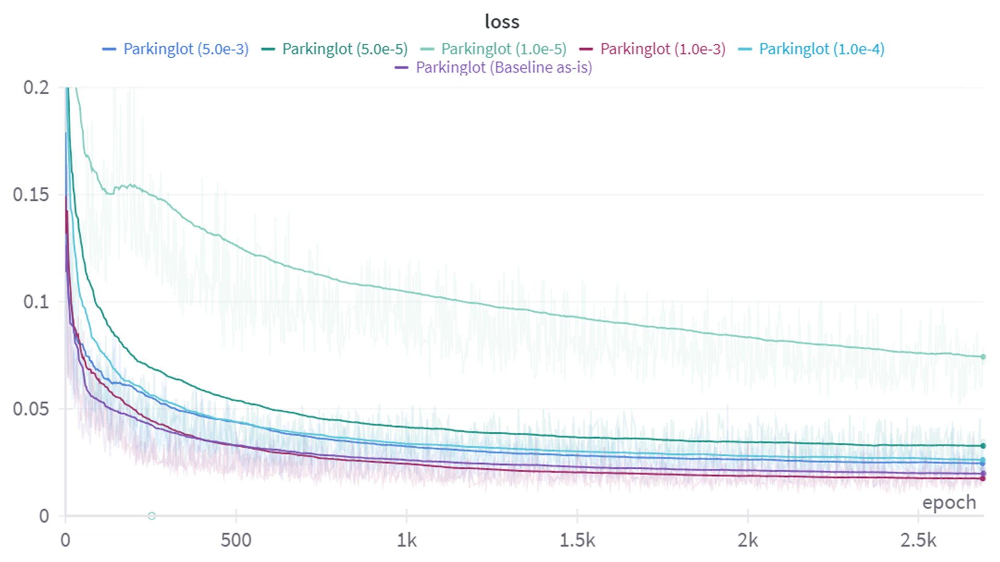 loss
Parkinglot (5.0e-3) Parkinglot (5.0e-5) Parkinglot (1.0e-5) Parkinglot (1.0e-3) Parkinglot (1.0e-4)
Parkinglot (Baseline as-is)
0.2
0.15
0.1
0.05
epoch
0
0 500 1k 1.5k 2k 2.5k